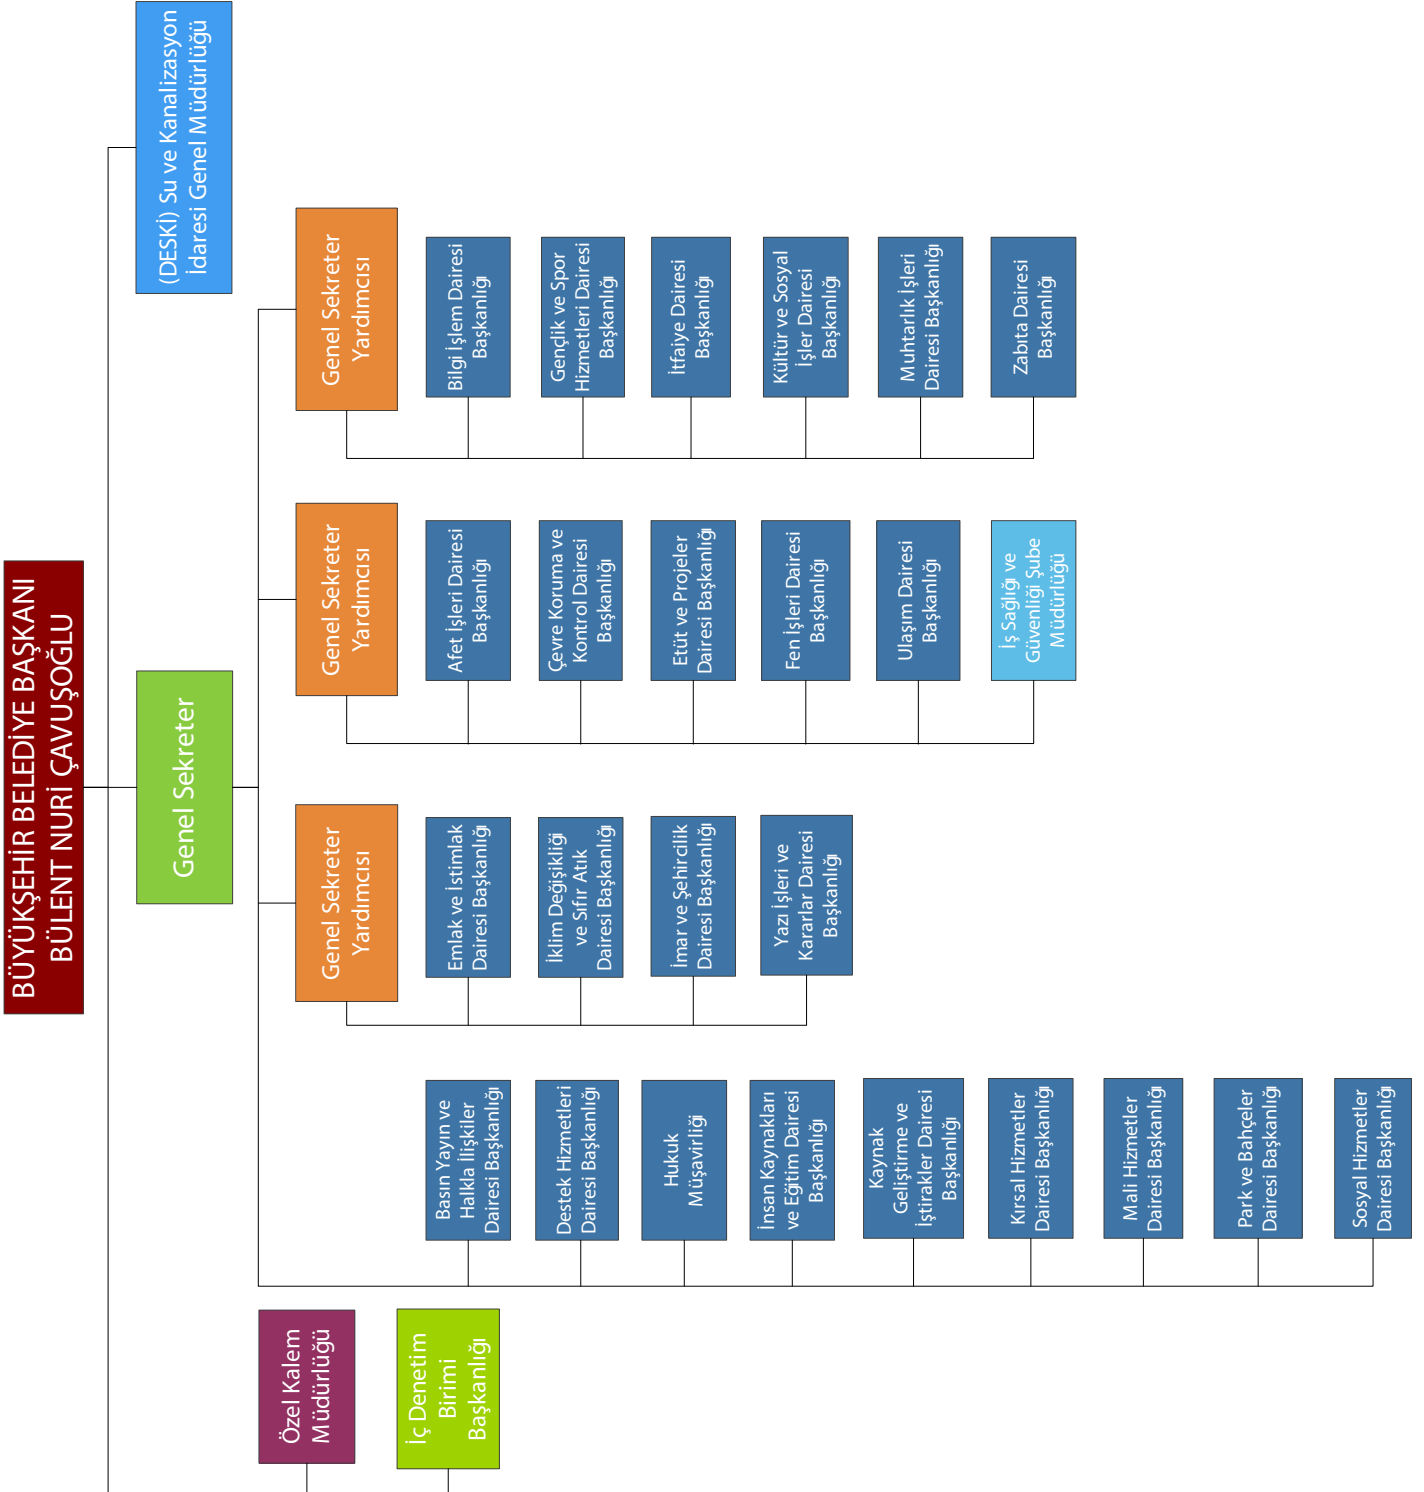 BÜYÜKŞEHİR BELEDİYE BAŞKANI
BÜLENT NURİ ÇAVUŞOĞLU
Genel Sekreter
(DESKİ) Su ve Kanalizasyon
İdaresi Genel Müdürlüğü
Özel Kalem
Müdürlüğü
İç Denetim
Birimi
Başkanlığı
Basın Yayın ve
Halkla İlişkiler
Dairesi Başkanlığı
Destek Hizmetleri
Dairesi Başkanlığı
Hukuk
Müşavirliği
İnsan Kaynakları
ve Eğitim Dairesi
Başkanlığı
Kaynak
Geliştirme ve
İştirakler Dairesi
Başkanlığı
Kırsal Hizmetler
Dairesi Başkanlığı
Mali Hizmetler
Dairesi Başkanlığı
Park ve Bahçeler
Dairesi Başkanlığı
Sosyal Hizmetler
Dairesi Başkanlığı
Genel Sekreter
Yardımcısı
Emlak ve İstimlak
Dairesi Başkanlığı
İklim Değişikliği
ve Sıfır Atık
Dairesi Başkanlığı
İmar ve Şehircilik
Dairesi Başkanlığı
Yazı İşleri ve
Kararlar Dairesi
Başkanlığı
Genel Sekreter
Yardımcısı
Afet İşleri Dairesi
Başkanlığı
Çevre Koruma ve
Kontrol Dairesi
Başkanlığı
Etüt ve Projeler
Dairesi Başkanlığı
Fen İşleri Dairesi
Başkanlığı
Ulaşım Dairesi
Başkanlığı
İş Sağlığı ve
Güvenliği Şube
Müdürlüğü
Genel Sekreter
Yardımcısı
Bilgi İşlem Dairesi
Başkanlığı
Gençlik ve Spor
Hizmetleri Dairesi
Başkanlığı
İtfaiye Dairesi
Başkanlığı
Kültür ve Sosyal
İşler Dairesi
Başkanlığı
Muhtarlık İşleri
Dairesi Başkanlığı
Zabıta Dairesi
Başkanlığı